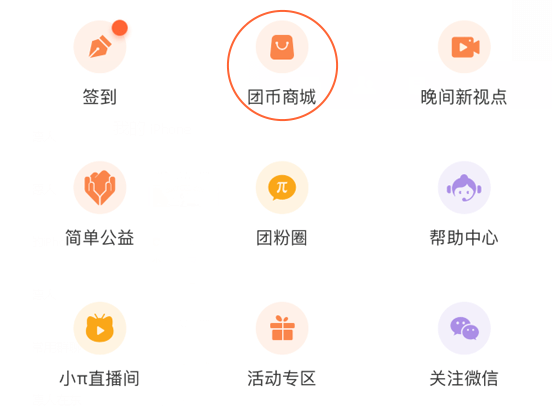 签到
团币商城
晚间新视点
简单公益
π
团粉圈
帮助中心
小π直播间
活动专区
关注微信